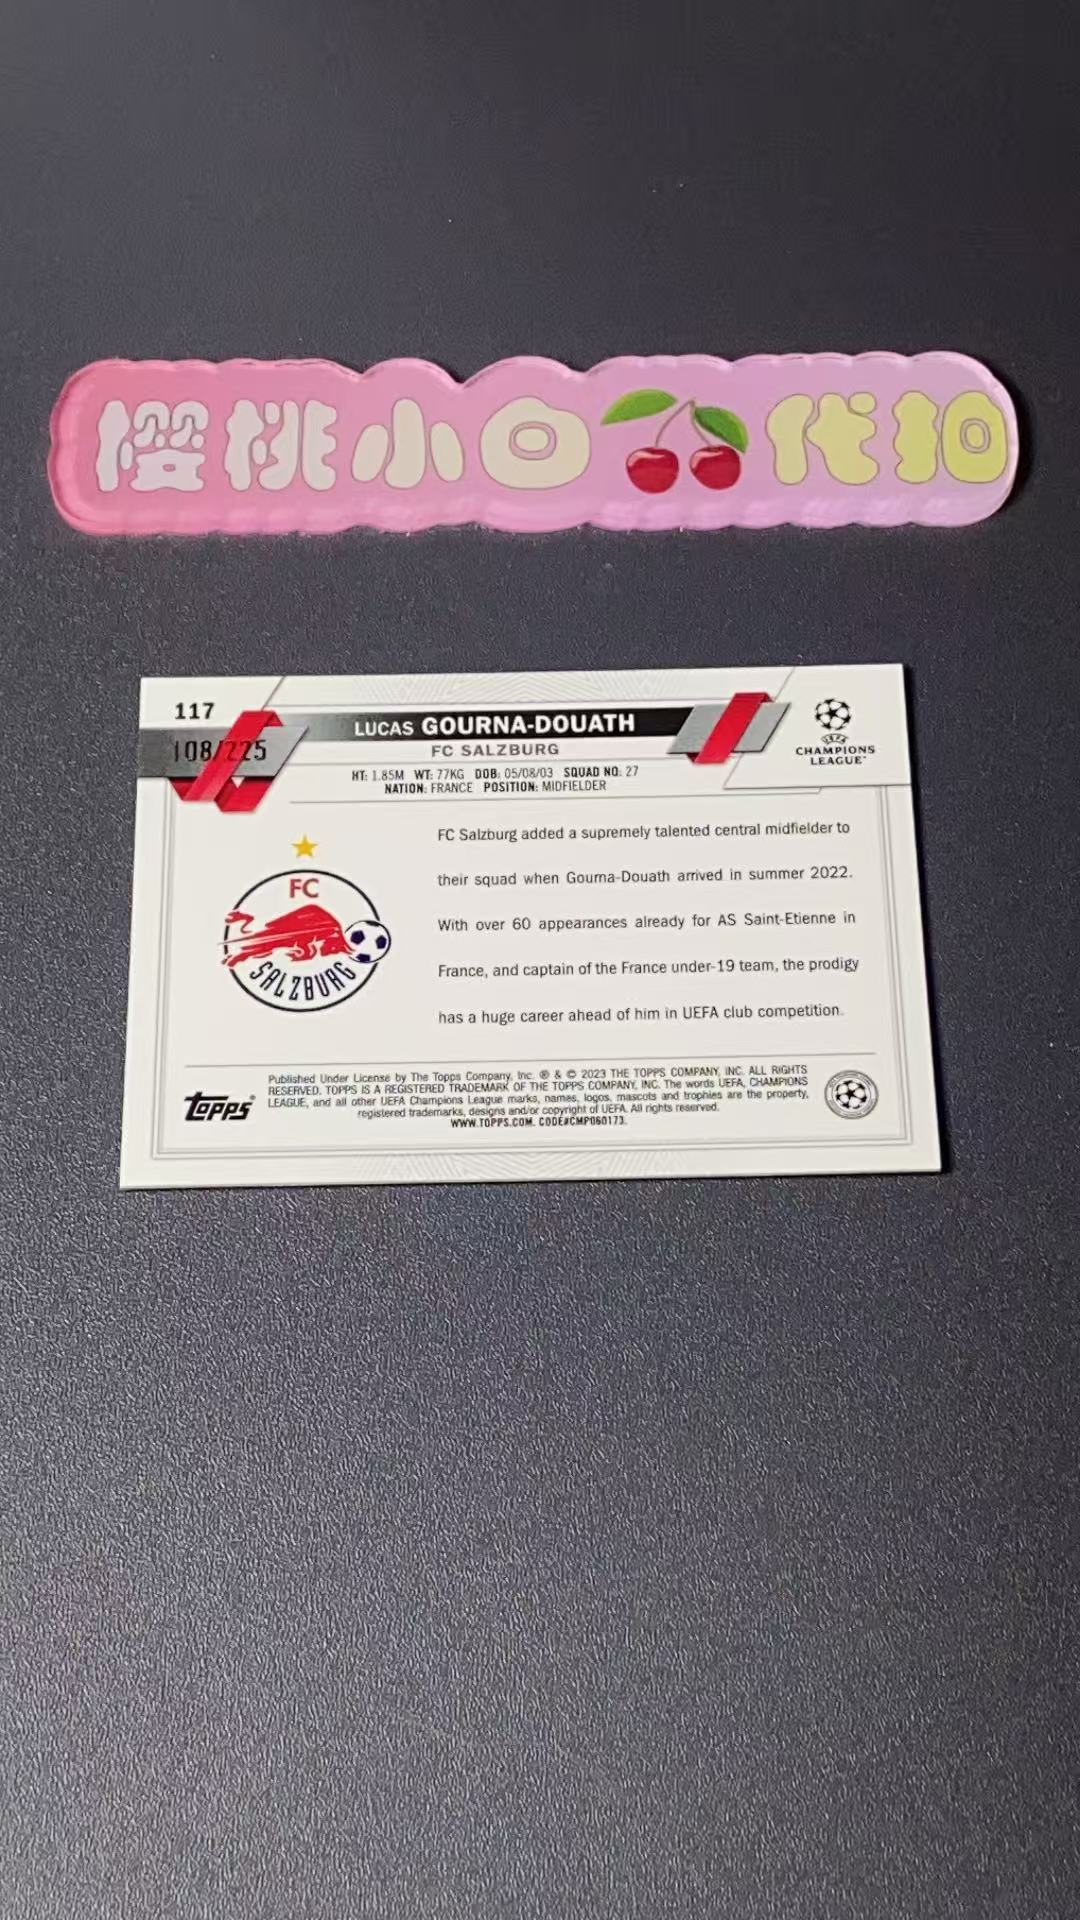 樱桃小口代扣
117
108/225
LUCAS GOURNA-DOUATH
FC SALZBURG
HT: 1.85M WT: 77KG DOB: 05/08/03 SQUAD NO: 27
NATION: FRANCE POSITION: MIDFIELDER
UEFA
CHAMPIONS
LEAGUE
FC
SALZBURG
FC Salzburg added a supremely talented central midfielder to
their squad when Gourna-Douath arrived in summer 2022.
With over 60 appearances already for AS Saint-Etienne in
France, and captain of the France under-19 team, the prodigy
has a huge career ahead of him in UEFA club competition.
Topps®
Published Under License by The Topps Company, Inc. ® & © 2023 THE TOPPS COMPANY, INC. ALL RIGHTS
RESERVED. TOPPS IS A REGISTERED TRADEMARK OF THE TOPPS COMPANY, INC. The words UEFA, CHAMPIONS
LEAGUE, and all other UEFA Champions League marks, names, logos, mascots and trophies are the property,
registered trademarks, designs and/or copyright of UEFA. All rights reserved.
WWW.TOPPS.COM. CODE#CMP060173.